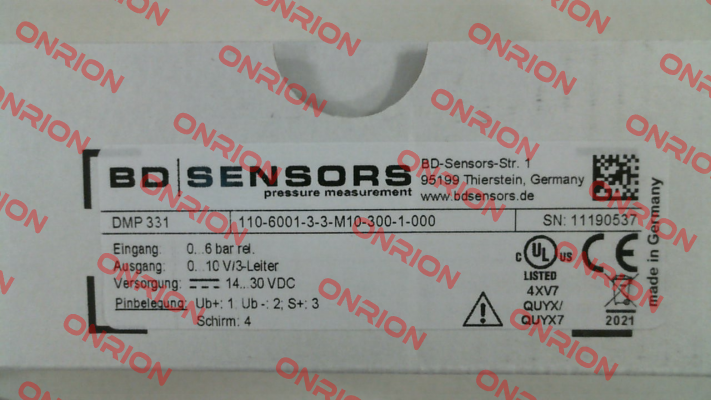 BD|SENSORS
pressure measurement
BD-Sensors-Str. 1
95199 Thierstein, Germany
www.bdsensors.de
DMP 331 110-6001-3-3-M10-300-1-000 SN: 11190537
Eingang: 0...6 bar rel.
Ausgang: 0...10 V/3-Leiter
Versorgung: 14...30 VDC
Pinbelegung: Ub+: 1; Ub -: 2; S+: 3
Schirm: 4
C UL US
LISTED
4XV7
QUYX/
QUYX7
CE
2021
made in Germany
ONRION